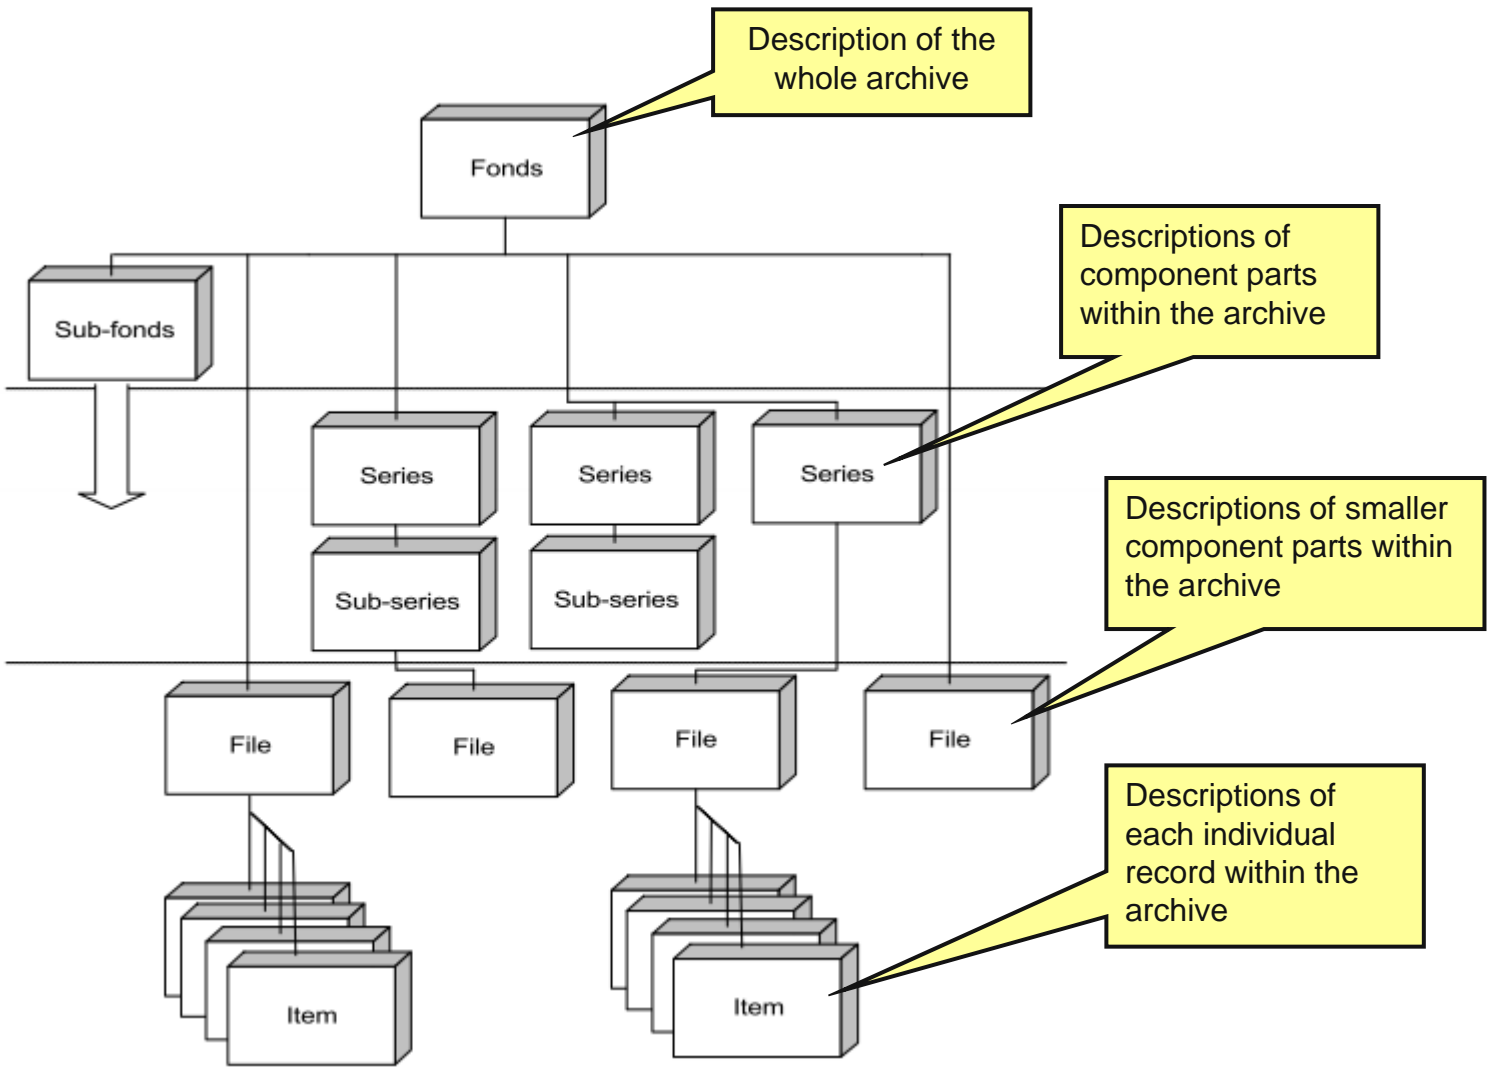 Description of the
whole archive
Fonds
Descriptions of
component parts
within the archive
Sub-fonds
Series
Series
Series
Descriptions of smaller
component parts within
the archive
Sub-series
Sub-series
File
File
File
File
Descriptions of
each individual
record within the
archive
Item
Item